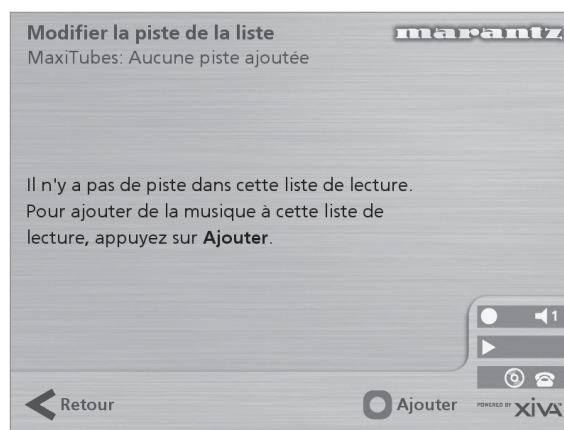 Modifier la piste de la liste
marantz
MaxiTubes: Aucune piste ajoutée
Il n'y a pas de piste dans cette liste de lecture.
Pour ajouter de la musique à cette liste de
lecture, appuyez sur Ajouter.
1
Retour
Ajouter
POWERED BY XiVA™